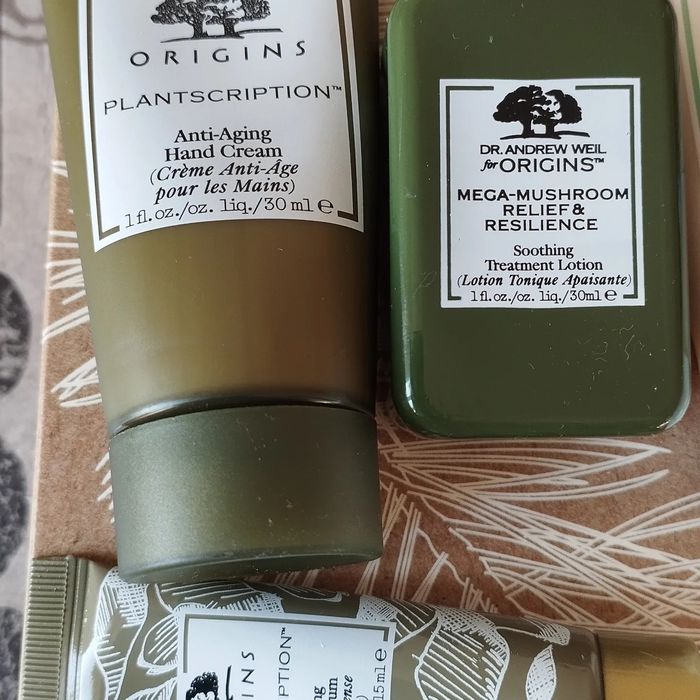 ORIGINS
PLANTSCRIPTION™
Anti-Aging
Hand Cream
(Crème Anti-Âge
pour les Mains)
1 fl. oz./oz. liq./30 ml e
DR. ANDREW WEIL
for ORIGINS™
MEGA-MUSHROOM
RELIEF &
RESILIENCE
Soothing
Treatment Lotion
(Lotion Tonique Apaisante)
1 fl. oz./oz. liq./30ml e
15 ml e